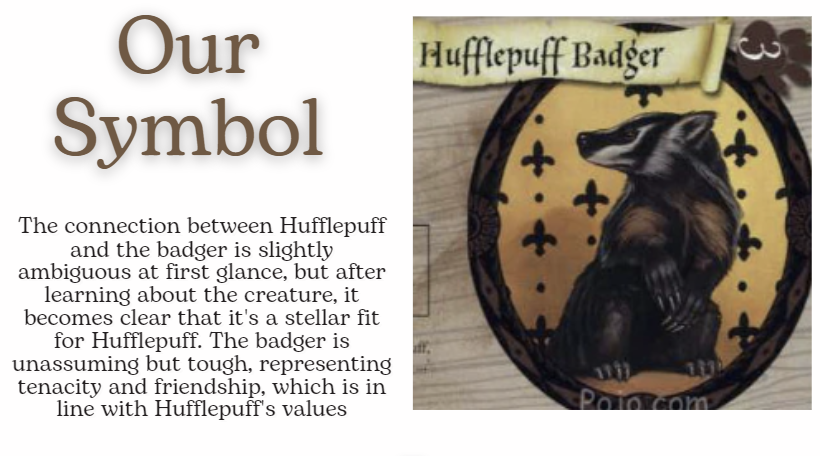 Our
Symbol
The connection between Hufflepuff
and the badger is slightly
ambiguous at first glance, but after
learning about the creature, it
becomes clear that it's a stellar fit
for Hufflepuff. The badger is
unassuming but tough, representing
tenacity and friendship, which is in
line with Hufflepuff's values
Hufflepuff Badger
3
Pojo.com